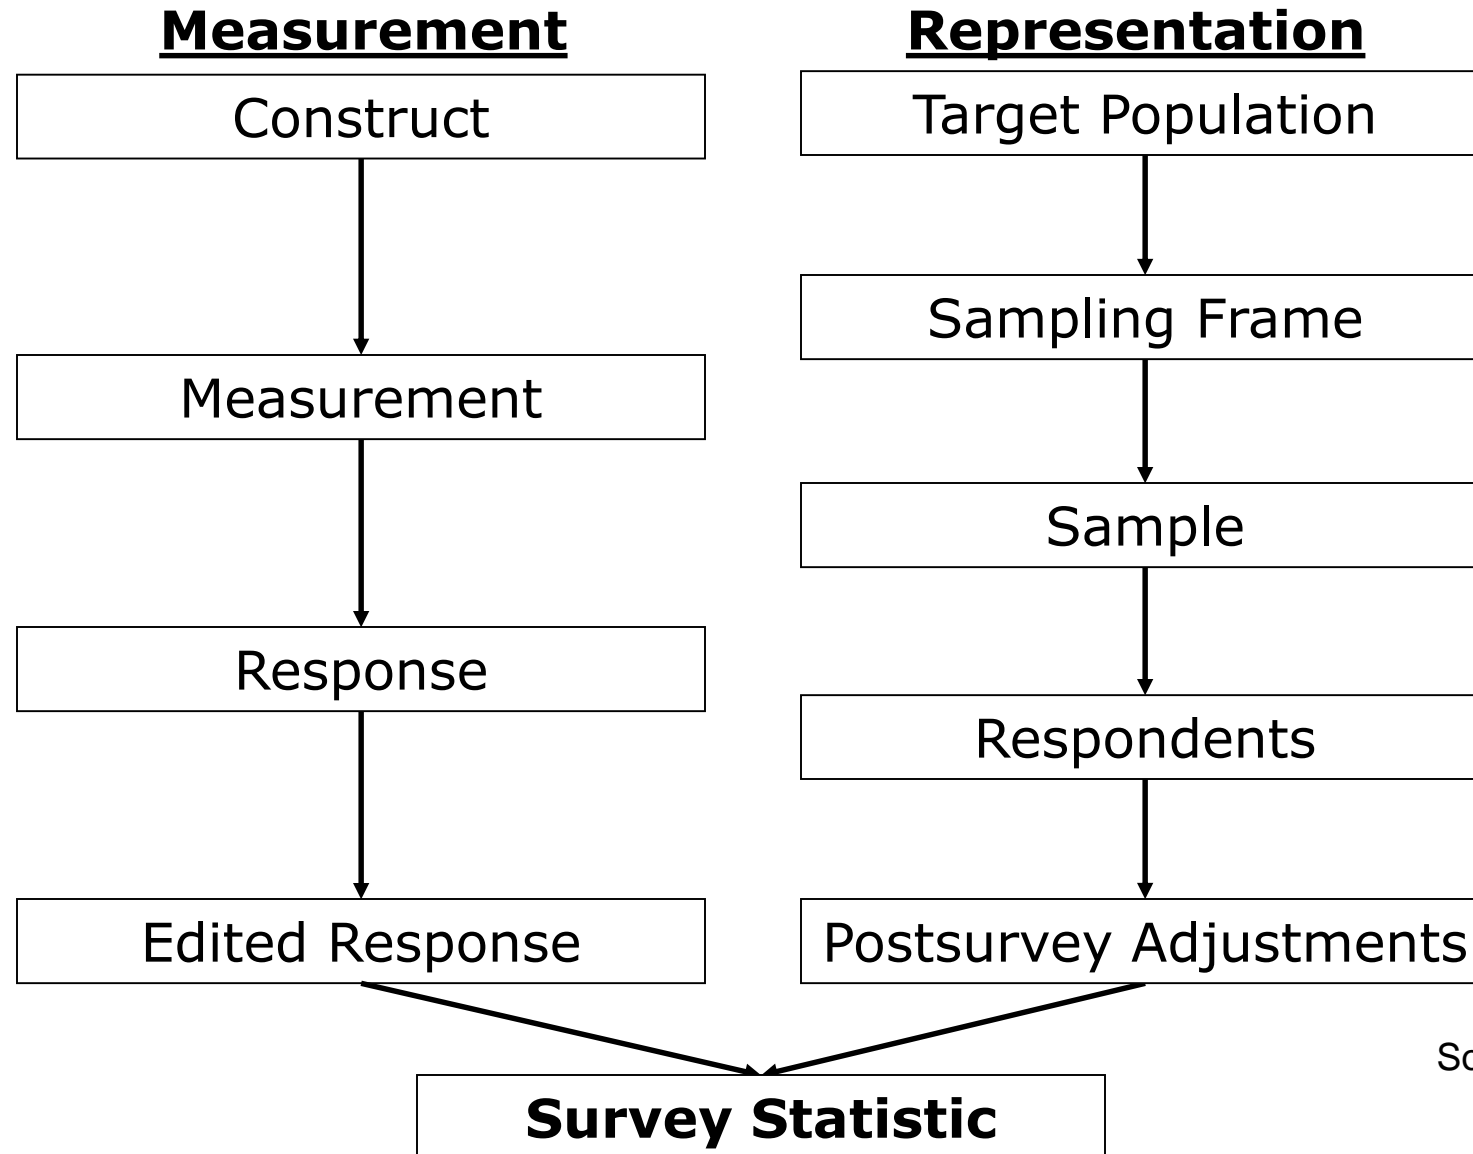 Measurement
Construct
Measurement
Response
Edited Response
Representation
Target Population
Sampling Frame
Sample
Respondents
Postsurvey Adjustments
Survey Statistic